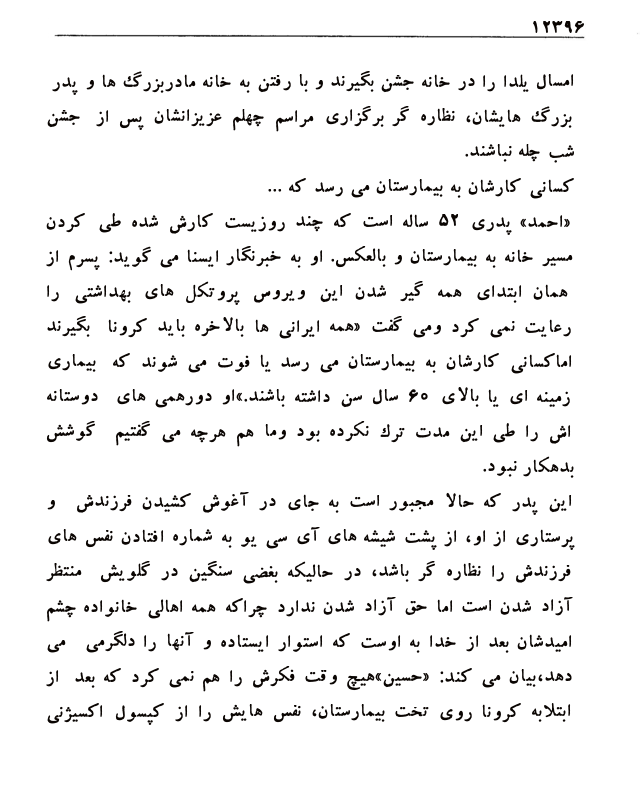 ۱۲۳۹۶
امسال یلدا را در خانه جشن بگیرند و با رفتن به خانه مادربزرگ ها و پدر
بزرگ هایشان، نظاره گر برگزاری مراسم چهلم عزیزانشان پس از جشن
شب چله نباشند.
کسانی کارشان به بیمارستان می رسد که ...
«احمد» پدری ۵۲ ساله است که چند روزیست کارش شده طی کردن
مسیر خانه به بیمارستان و بالعکس. او به خبرنگار ایسنا می گوید: پسرم از
همان ابتدای همه گیر شدن این ویروس پروتکل های بهداشتی را
رعایت نمی کرد ومی گفت «همه ایرانی ها بالاخره باید کرونا بگیرند
اماکسانی کارشان به بیمارستان می رسد یا فوت می شوند که بیماری
زمینه ای یا بالای ۶۰ سال سن داشته باشند.»او دورهمی های دوستانه
اش را طی این مدت ترک نکرده بود وما هم هرچه می گفتیم گوشش
بدهکار نبود.
این پدر که حالا مجبور است به جای در آغوش کشیدن فرزندش و
پرستاری از او، از پشت شیشه های آی سی یو به شماره افتادن نفس های
فرزندش را نظاره گر باشد، در حالیکه بغضی سنگین در گلویش منتظر
آزاد شدن است اما حق آزاد شدن ندارد چراکه همه اهالی خانواده چشم
امیدشان بعد از خدا به اوست که استوار ایستاده و آنها را دلگرمی می
دهد،بیان می کند: «حسین»هیچ وقت فکرش را هم نمی کرد که بعد از
ابتلابه کرونا روی تخت بیمارستان، نفس هایش را از کپسول اکسیژنی